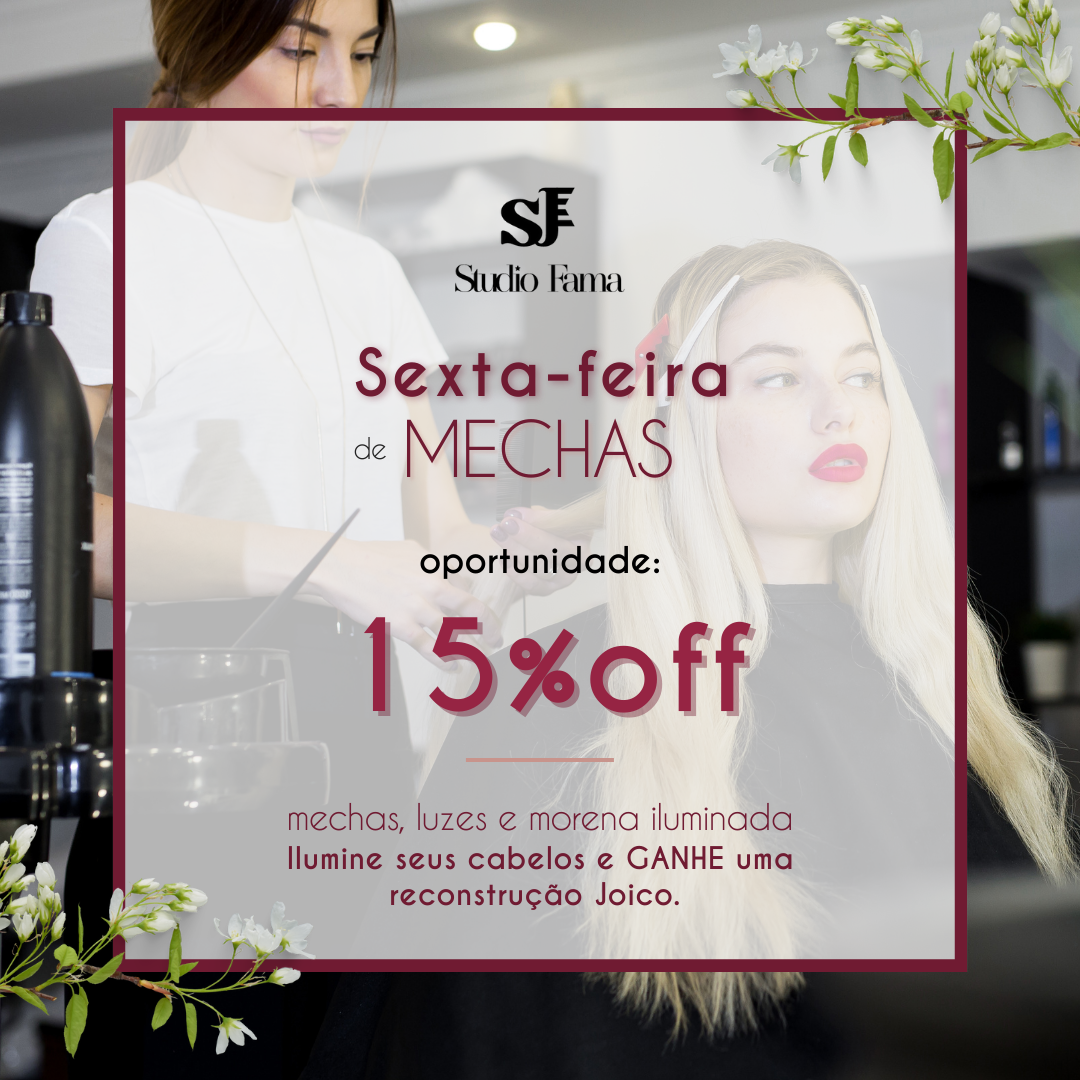 SF
Studio Fama
Sexta-feira
de MECHAS
oportunidade:
15%off
mechas, luzes e morena iluminada
Ilumine seus cabelos e GANHE uma
reconstrução Joico.